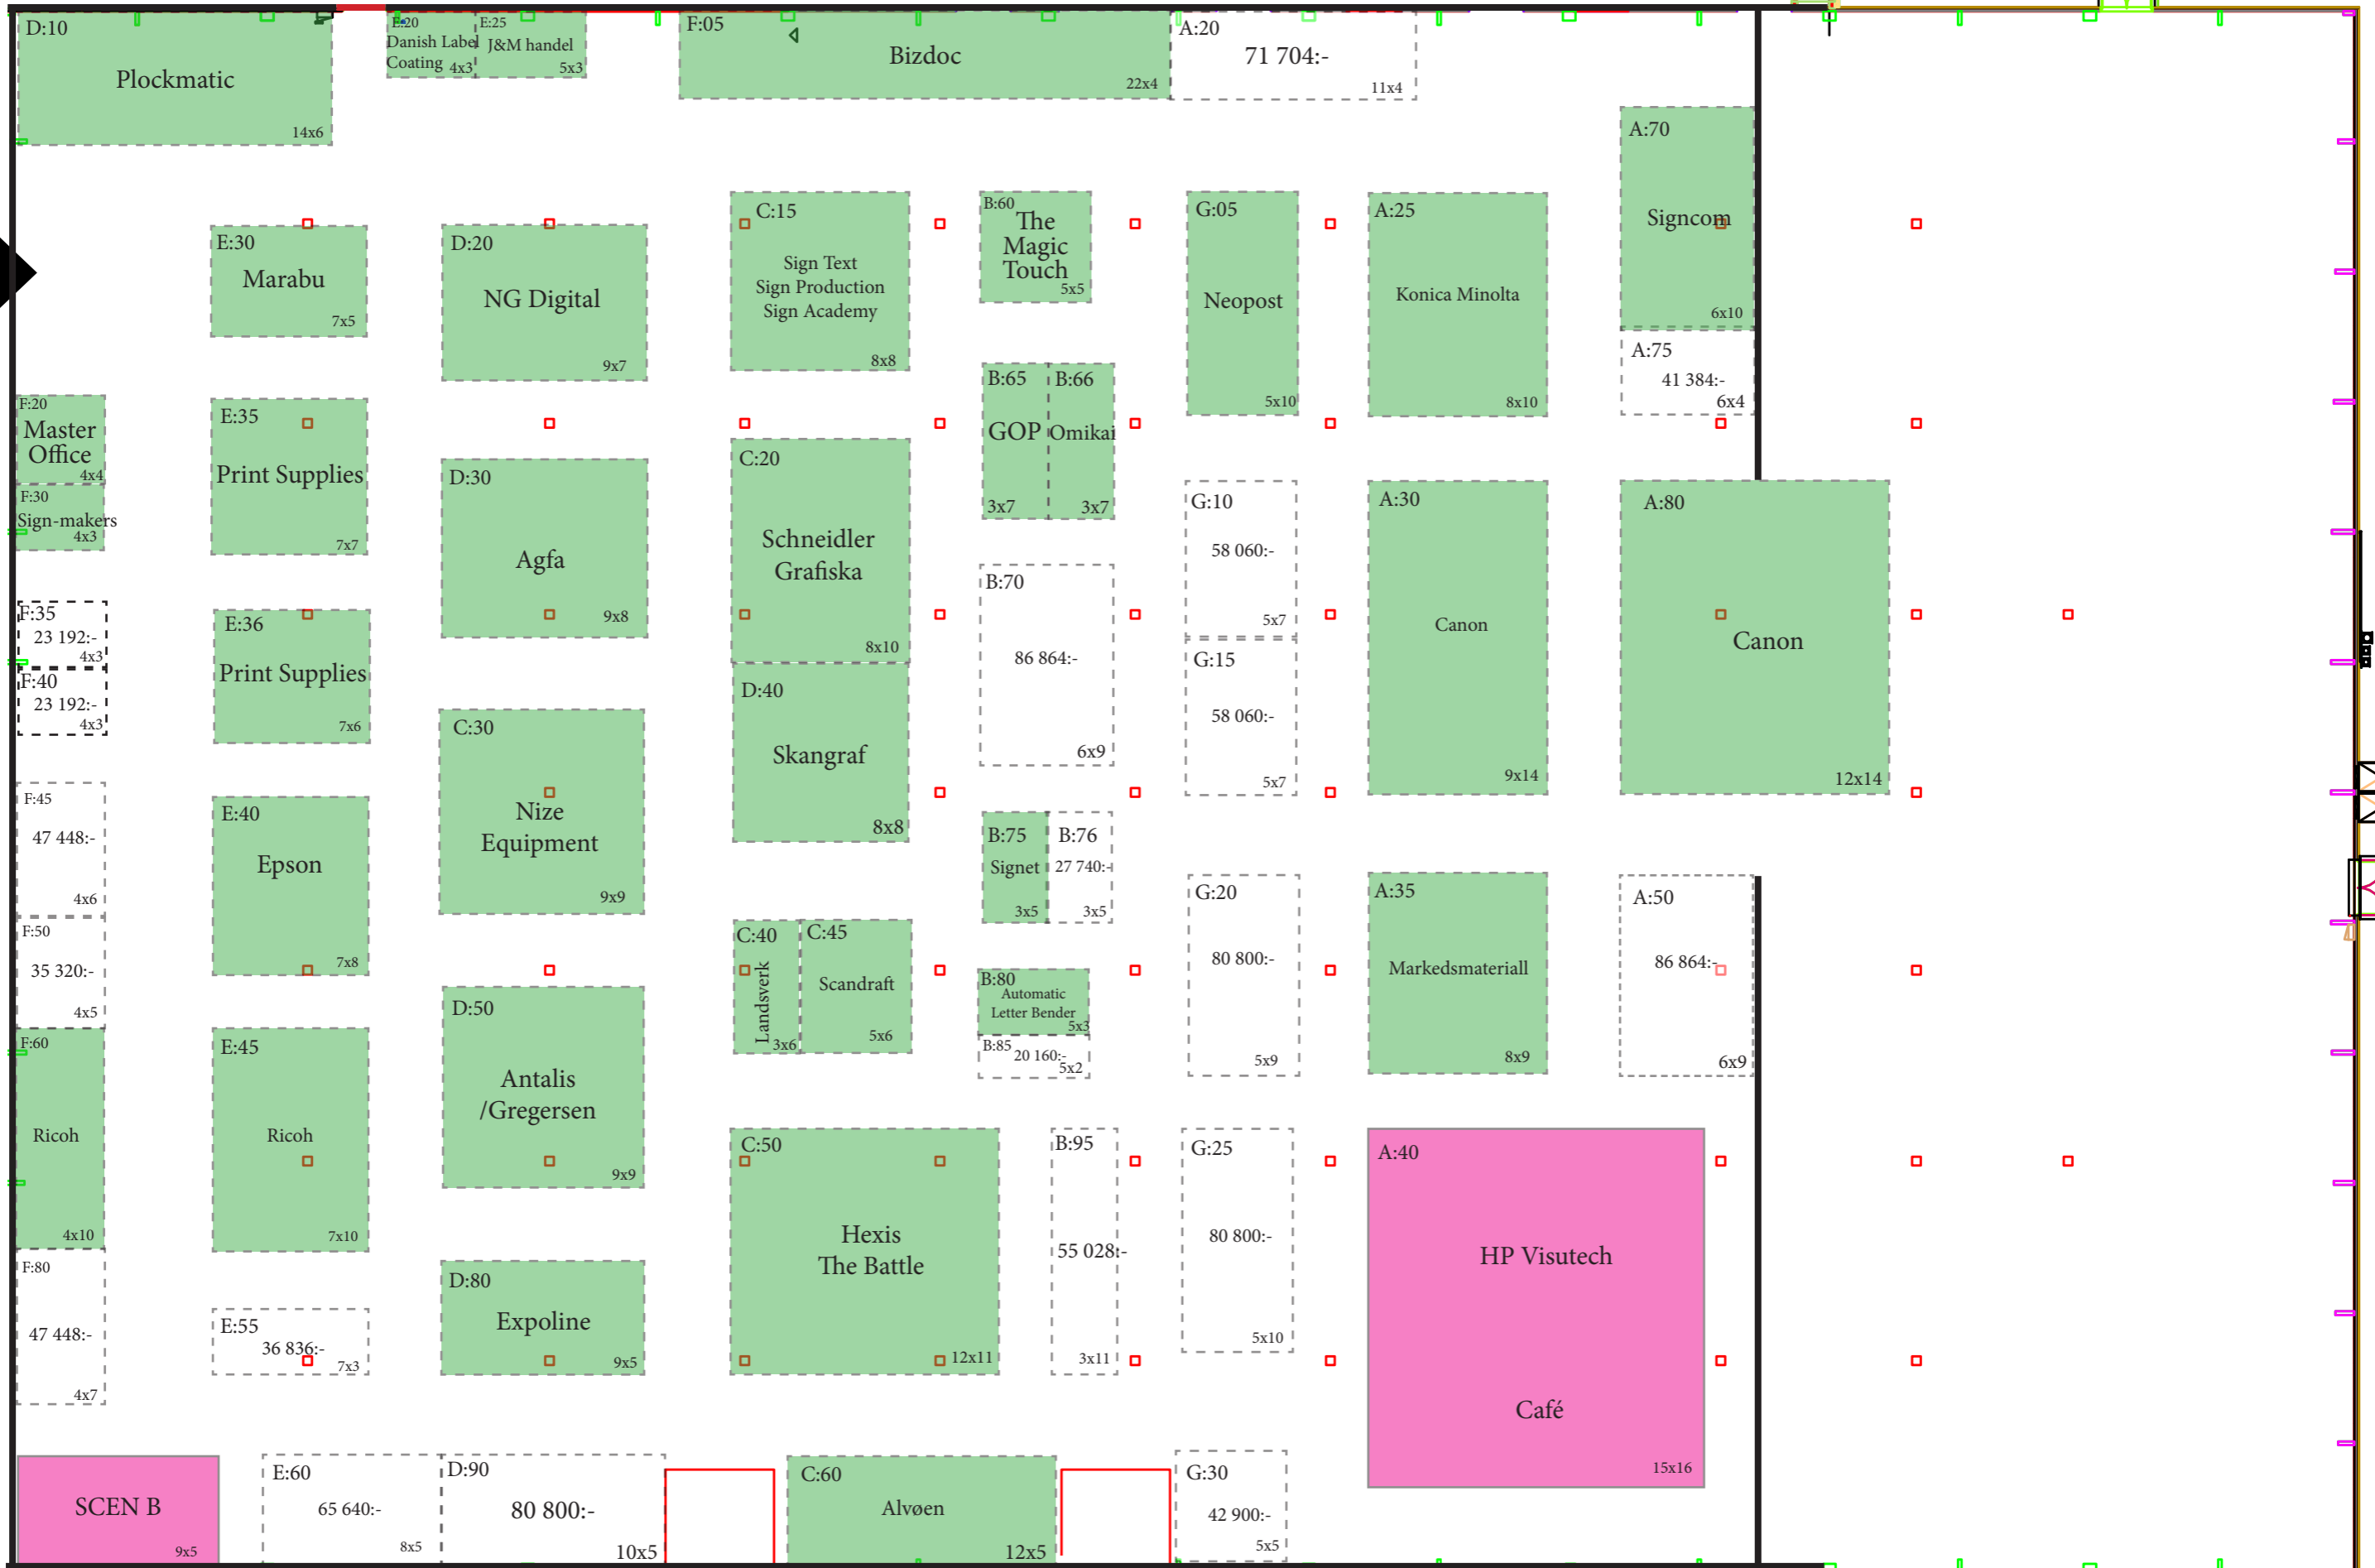 D:10
Plockmatic
14x6
E:20
Danish Label
Coating 4x3
E:25
J&M handel
5x3
F:05
Bizdoc
22x4
A:20
71 704:-
11x4
A:70
Signcom
6x10
A:75
41 384:-
6x4
E:30
Marabu
7x5
D:20
NG Digital
9x7
C:15
Sign Text
Sign Production
Sign Academy
8x8
B:60
The
Magic
Touch
5x5
G:05
Neopost
5x10
A:25
Konica Minolta
8x10
F:20
Master
Office
4x4
F:30
Sign-makers
4x3
E:35
Print Supplies
7x7
D:30
Agfa
9x8
C:20
Schneidler
Grafiska
8x10
B:65
GOP
3x7
B:66
Omikai
3x7
G:10
58 060:-
5x7
A:30
Canon
9x14
A:80
Canon
12x14
F:35
23 192:-
4x3
F:40
23 192:-
4x3
E:36
Print Supplies
7x6
C:30
Nize
Equipment
9x9
D:40
Skangraf
8x8
B:70
86 864:-
6x9
G:15
58 060:-
5x7
F:45
47 448:-
4x6
F:50
35 320:-
4x5
E:40
Epson
7x8
B:75
Signet
3x5
B:76
27 740:-
3x5
G:20
80 800:-
5x9
A:35
Markedsmateriall
8x9
A:50
86 864:-
6x9
C:40
Landsverk
3x6
C:45
Scandraft
5x6
B:80
Automatic
Letter Bender
5x3
B:85
20 160:-
5x2
F:60
Ricoh
4x10
E:45
Ricoh
7x10
D:50
Antalis
/Gregersen
9x9
C:50
Hexis
The Battle
12x11
B:95
55 028:-
3x11
G:25
80 800:-
5x10
A:40
HP Visutech
Café
15x16
F:80
47 448:-
4x7
E:55
36 836:-
7x3
D:80
Expoline
9x5
SCEN B
9x5
E:60
65 640:-
8x5
D:90
80 800:-
10x5
C:60
Alvøen
12x5
G:30
42 900:-
5x5